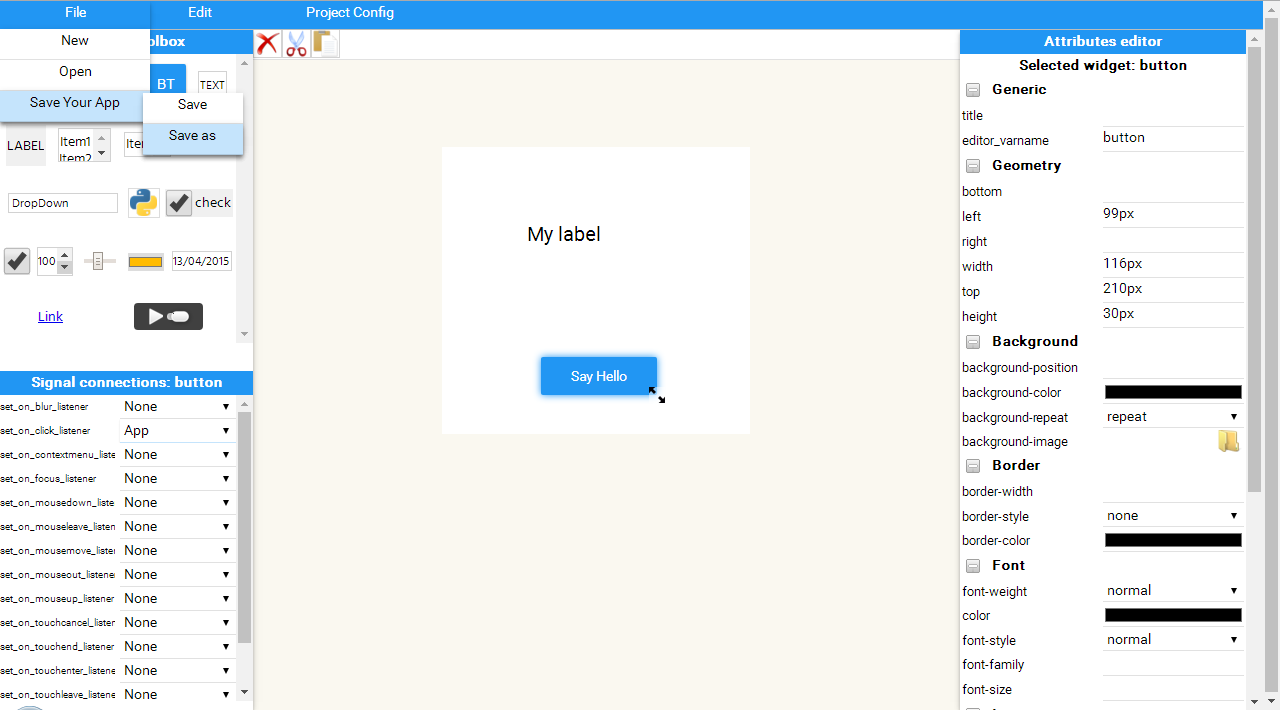 File Edit Project Config
New
Open
Save Your App
Save
Save as
olbox
BT TEXT
LABEL Item1
Item2
DropDown check
100 13/04/2015
Link
Signal connections: button
set_on_blur_listener None
set_on_click_listener App
set_on_contextmenu_liste None
set_on_focus_listener None
set_on_mousedown_liste None
set_on_mouseleave_listen None
set_on_mousemove_listen None
set_on_mouseout_listene None
set_on_mouseup_listener None
set_on_touchcancel_lister None
set_on_touchend_listener None
set_on_touchenter_listene None
set_on_touchleave_listene None
My label
Say Hello
Attributes editor
Selected widget: button
Generic
title
editor_varname button
Geometry
bottom
left 99px
right
width 116px
top 210px
height 30px
Background
background-position
background-color
background-repeat repeat
background-image
Border
border-width
border-style none
border-color
Font
font-weight normal
color
font-style normal
font-family
font-size